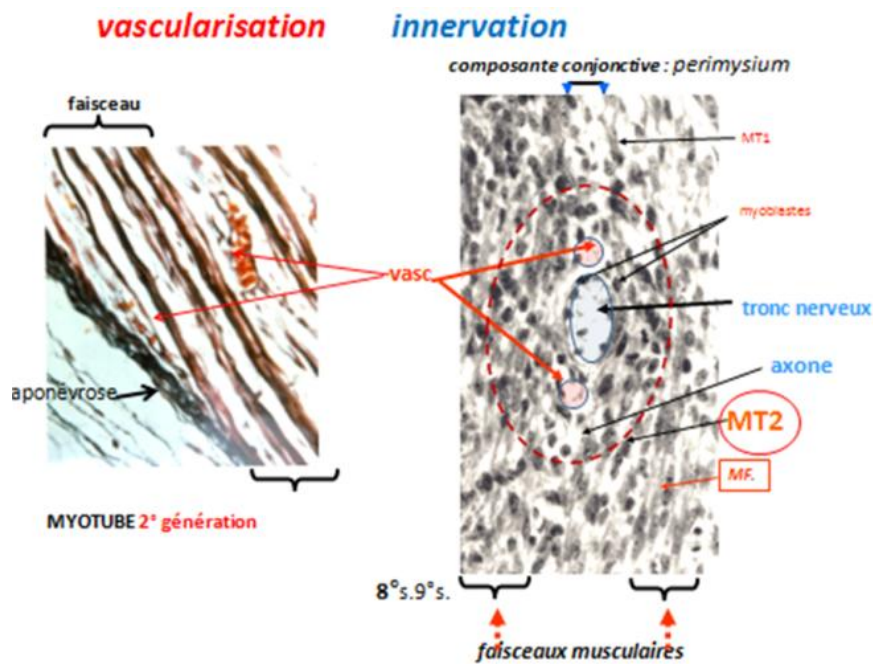 vascularisation innervation
composante conjonctive : perimysium
faisceau
MT1
myoblastes
vasc
tronc nerveux
axone
aponévrose
MT2
MF.
MYOTUBE 2° génération
8°s.9°s.
faisceaux musculaires